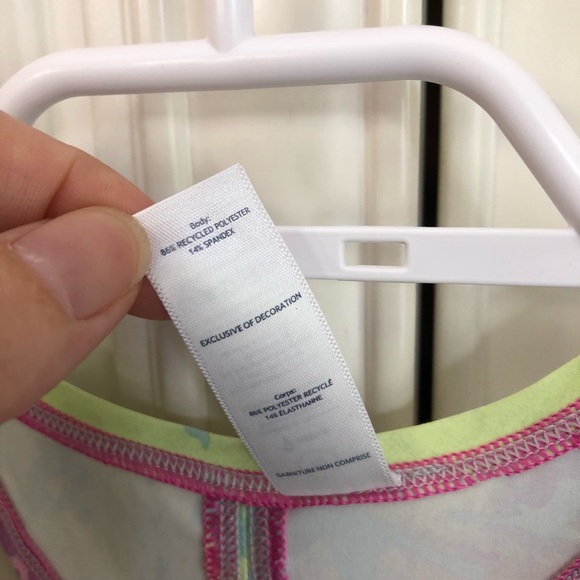 Body:
86% RECYCLED POLYESTER
14% SPANDEX
EXCLUSIVE OF DECORATION
Corps:
86% POLYESTER RECYCLÉ
14% ÉLASTHANNE
GARNITURE NON COMPRISE